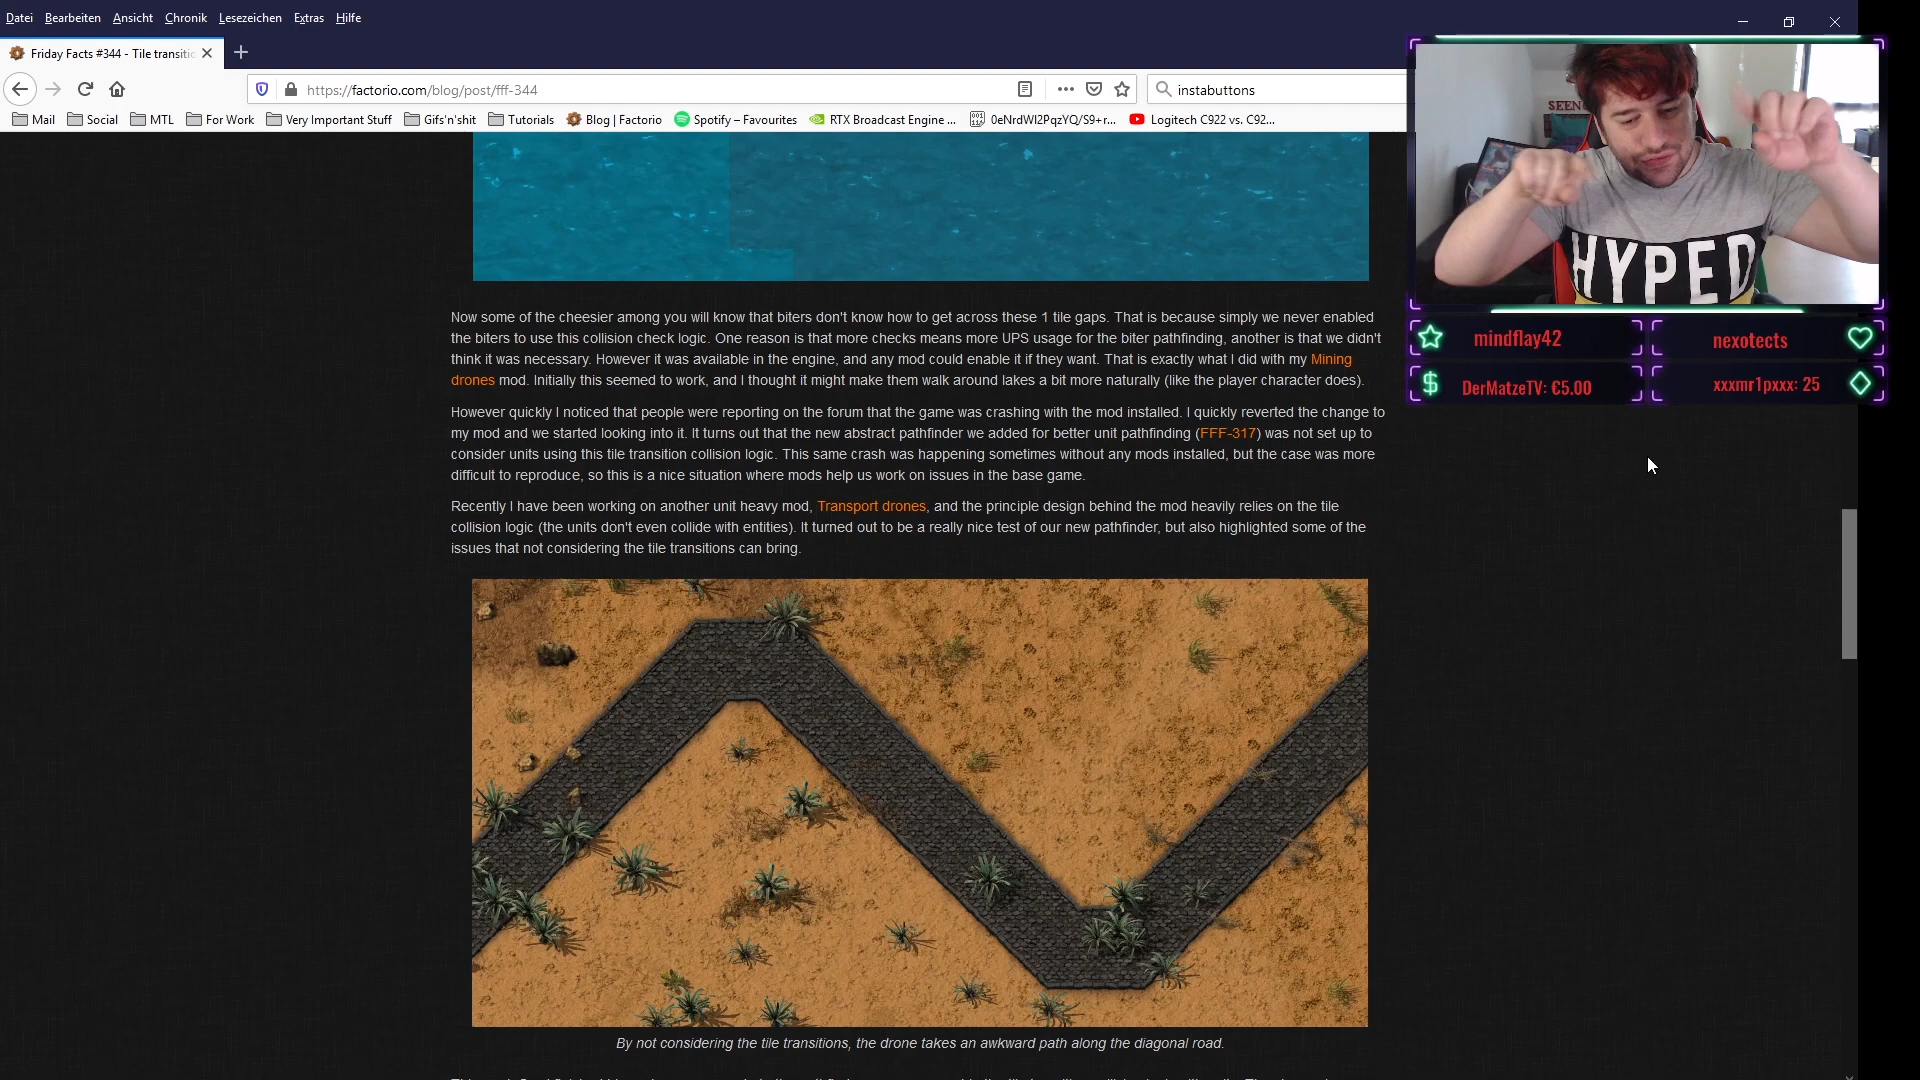 Datei Bearbeiten Ansicht Chronik Lesezeichen Extras Hilfe
Friday Facts #344 - Tile transitio
https://factorio.com/blog/post/fff-344
instabuttons
Mail Social MTL For Work Very Important Stuff Gifs'n'shit Tutorials Blog | Factorio Spotify – Favourites RTX Broadcast Engine ... 0eNrdWI2PqzYQ/S9+r... Logitech C922 vs. C92...
HYPED
mindflay42
nexotects
DerMatzeTV: €5.00
xxxmr1pxxx: 25
Now some of the cheesier among you will know that biters don't know how to get across these 1 tile gaps. That is because simply we never enabled
the biters to use this collision check logic. One reason is that more checks means more UPS usage for the biter pathfinding, another is that we didn't
think it was necessary. However it was available in the engine, and any mod could enable it if they want. That is exactly what I did with my Mining
drones mod. Initially this seemed to work, and I thought it might make them walk around lakes a bit more naturally (like the player character does).
However quickly I noticed that people were reporting on the forum that the game was crashing with the mod installed. I quickly reverted the change to
my mod and we started looking into it. It turns out that the new abstract pathfinder we added for better unit pathfinding (FFF-317) was not set up to
consider units using this tile transition collision logic. This same crash was happening sometimes without any mods installed, but the case was more
difficult to reproduce, so this is a nice situation where mods help us work on issues in the base game.
Recently I have been working on another unit heavy mod, Transport drones, and the principle design behind the mod heavily relies on the tile
collision logic (the units don't even collide with entities). It turned out to be a really nice test of our new pathfinder, but also highlighted some of the
issues that not considering the tile transitions can bring.
By not considering the tile transitions, the drone takes an awkward path along the diagonal road.